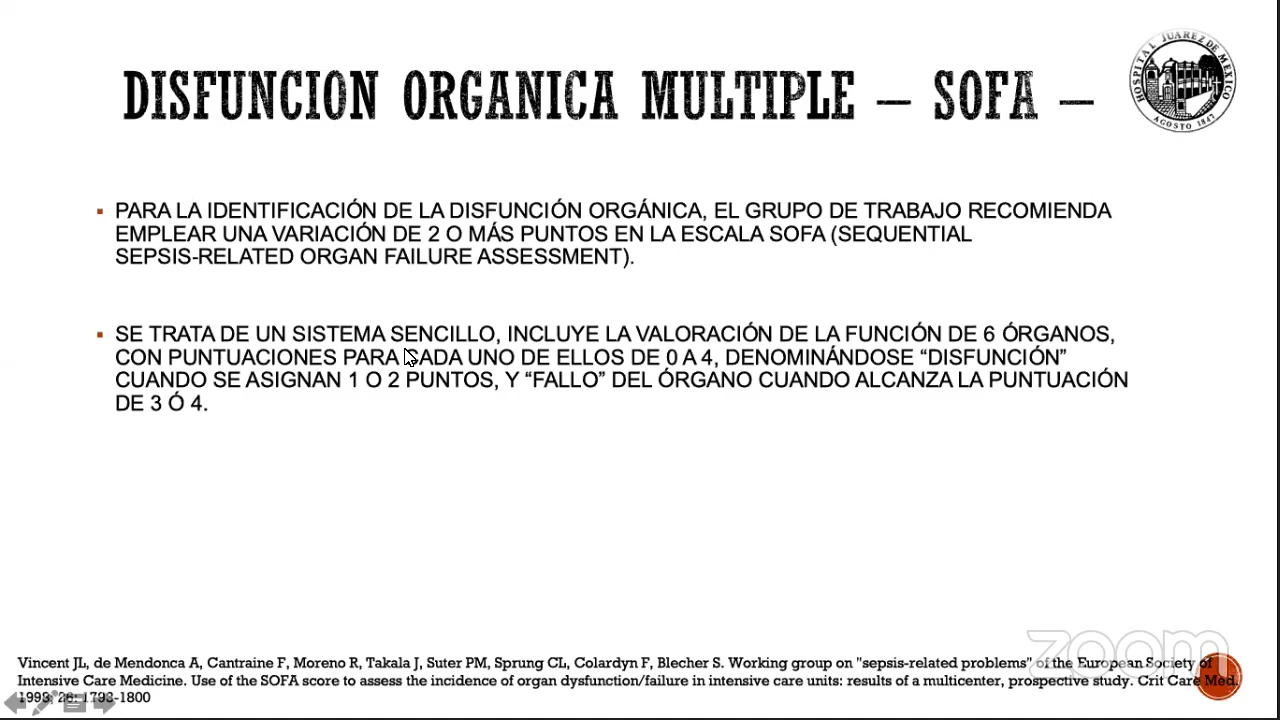 DISFUNCION ORGANICA MULTIPLE – SOFA –
HOSPITAL JUAREZ DE MEXICO
AGOSTO 1847
▪ PARA LA IDENTIFICACIÓN DE LA DISFUNCIÓN ORGÁNICA, EL GRUPO DE TRABAJO RECOMIENDA
EMPLEAR UNA VARIACIÓN DE 2 O MÁS PUNTOS EN LA ESCALA SOFA (SEQUENTIAL
SEPSIS-RELATED ORGAN FAILURE ASSESSMENT).
▪ SE TRATA DE UN SISTEMA SENCILLO, INCLUYE LA VALORACIÓN DE LA FUNCIÓN DE 6 ÓRGANOS,
CON PUNTUACIONES PARA CADA UNO DE ELLOS DE 0 A 4, DENOMINÁNDOSE “DISFUNCIÓN”
CUANDO SE ASIGNAN 1 O 2 PUNTOS, Y “FALLO” DEL ÓRGANO CUANDO ALCANZA LA PUNTUACIÓN
DE 3 Ó 4.
zoom
Vincent JL, de Mendonca A, Cantraine F, Moreno R, Takala J, Suter PM, Sprung CL, Colardyn F, Blecher S. Working group on "sepsis-related problems" of the European Society of
Intensive Care Medicine. Use of the SOFA score to assess the incidence of organ dysfunction/failure in intensive care units: results of a multicenter, prospective study. Crit Care Med.
1998; 26: 1793-1800